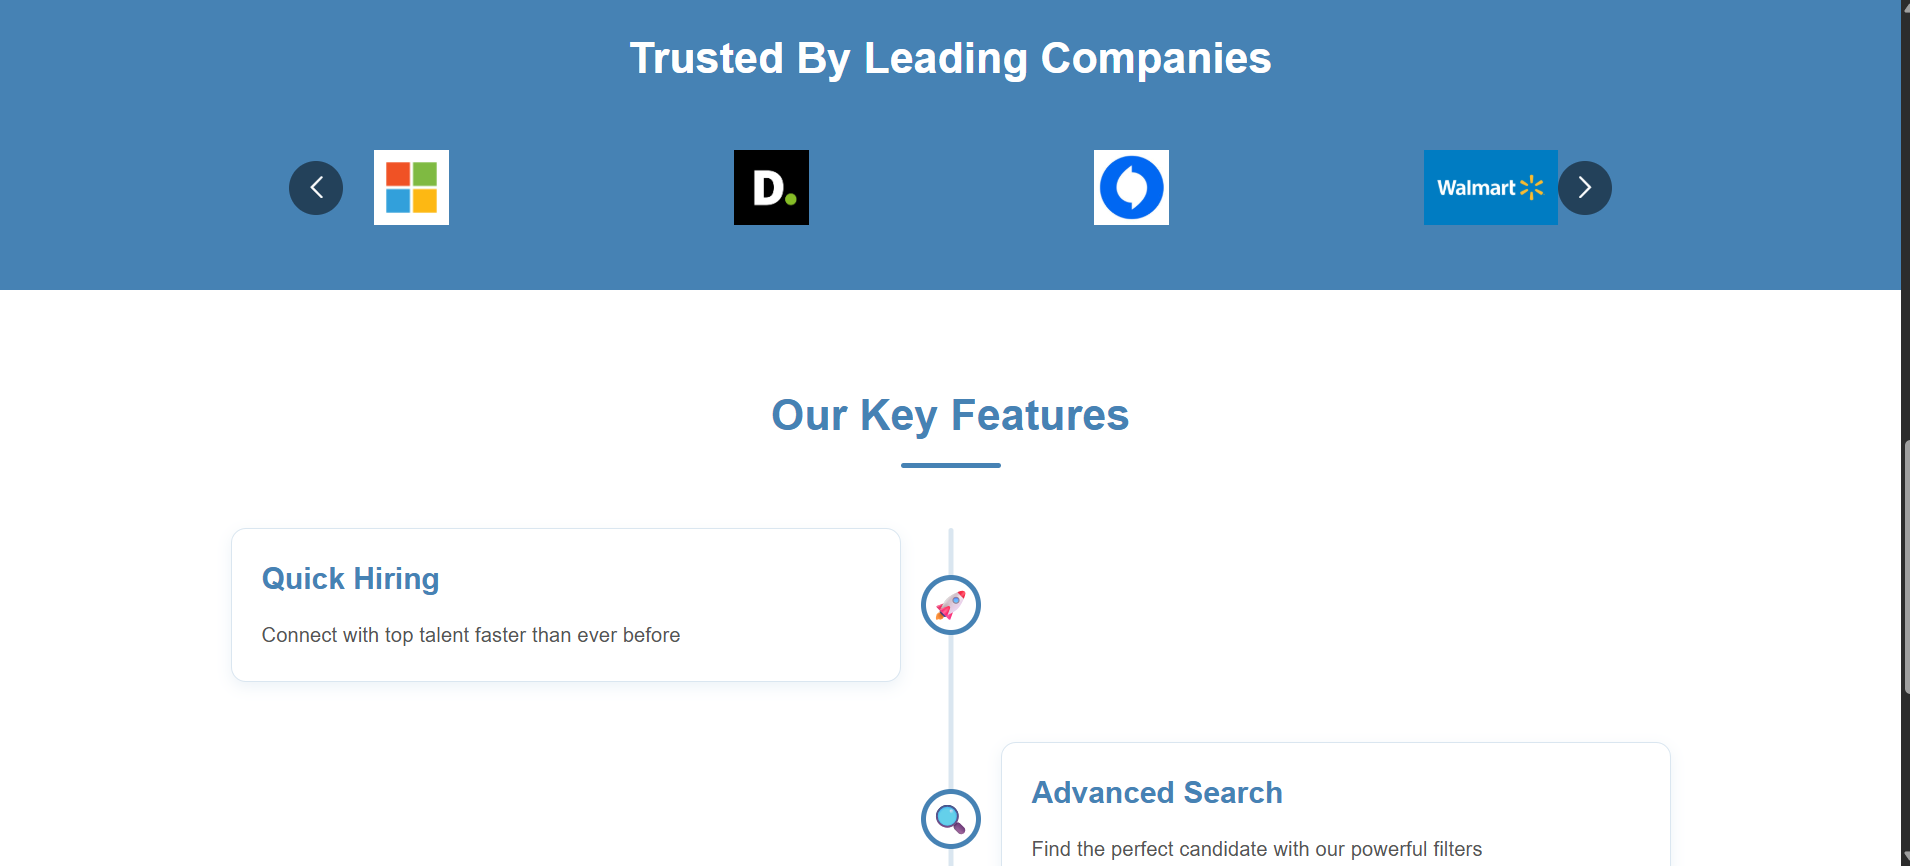 Trusted By Leading Companies
D.
Walmart
Our Key Features
Quick Hiring
Connect with top talent faster than ever before
Advanced Search
Find the perfect candidate with our powerful filters